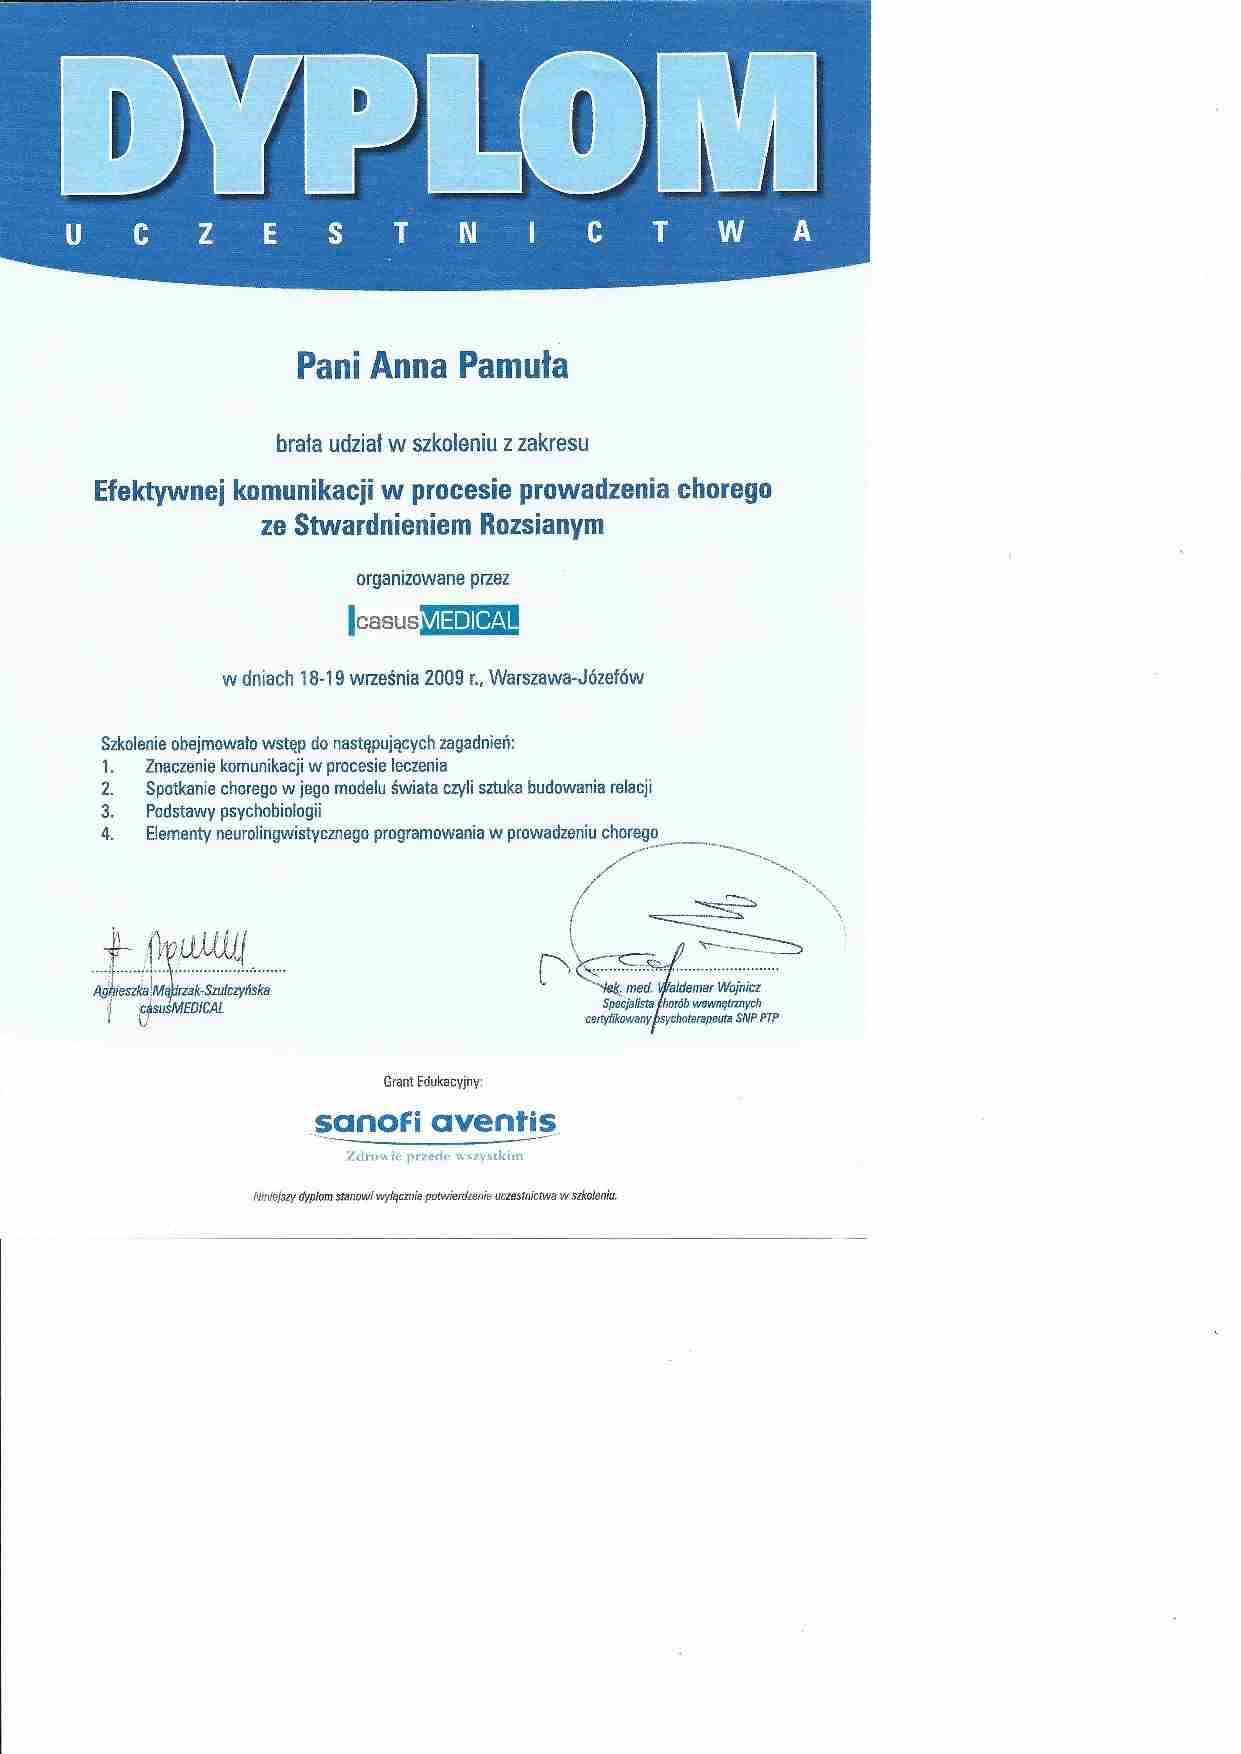 DYPLOM
UCZESTNICTWA
Pani Anna Pamuła
brała udział w szkoleniu z zakresu
Efektywnej komunikacji w procesie prowadzenia chorego
ze Stwardnieniem Rozsianym
organizowane przez
casusMEDICAL
w dniach 18-19 września 2009 r., Warszawa-Józefów
Szkolenie obejmowało wstęp do następujących zagadnień:
1. Znaczenie komunikacji w procesie leczenia
2. Spotkanie chorego w jego modelu świata czyli sztuka budowania relacji
3. Podstawy psychobiologii
4. Elementy neurolingwistycznego programowania w prowadzeniu chorego
Agnieszka Mądrzak-Szulczyńska
casusMEDICAL
lek. med. Waldemar Wojnicz
Specjalista chorób wewnętrznych
certyfikowany psychoterapeuta SNP PTP
Grant Edukacyjny:
sanofi aventis
Zdrowie przede wszystkim
Niniejszy dyplom stanowi wyłącznie potwierdzenie uczestnictwa w szkoleniu.